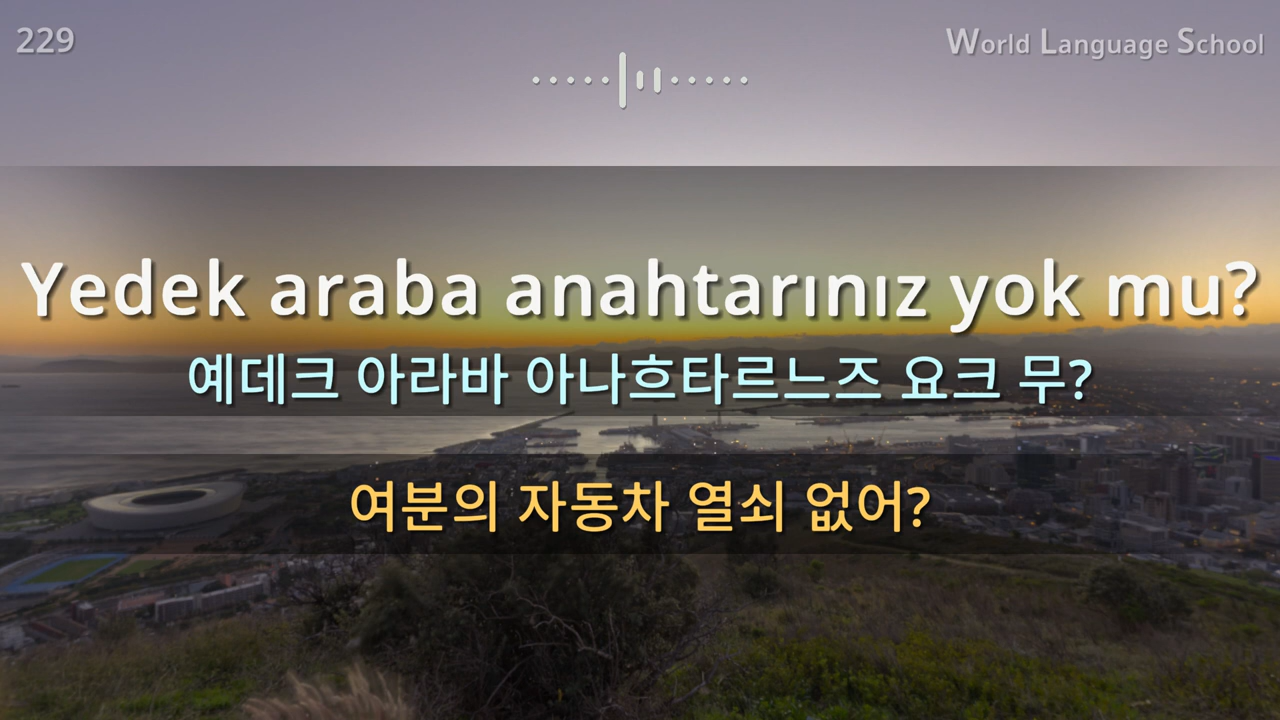 229
World Language School
Yedek araba anahtarınız yok mu?
예데크 아라바 아나흐타르느즈 요크 무?
여분의 자동차 열쇠 없어?